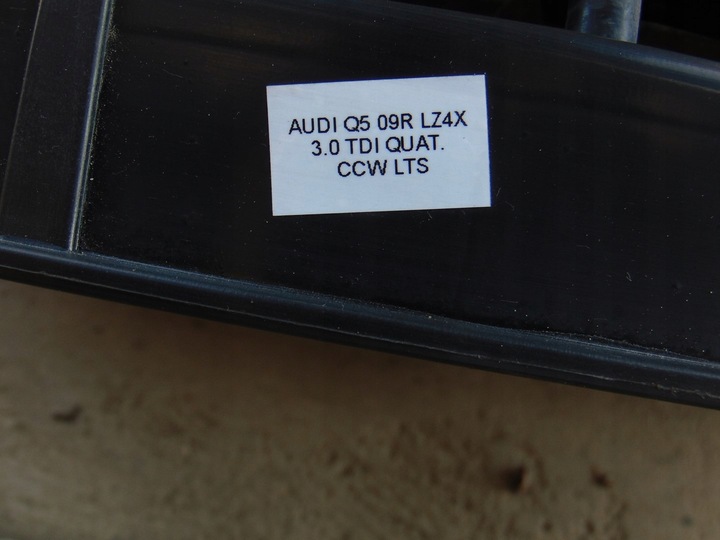 AUDI Q5 09R LZ4X
3.0 TDI QUAT.
CCW LTS